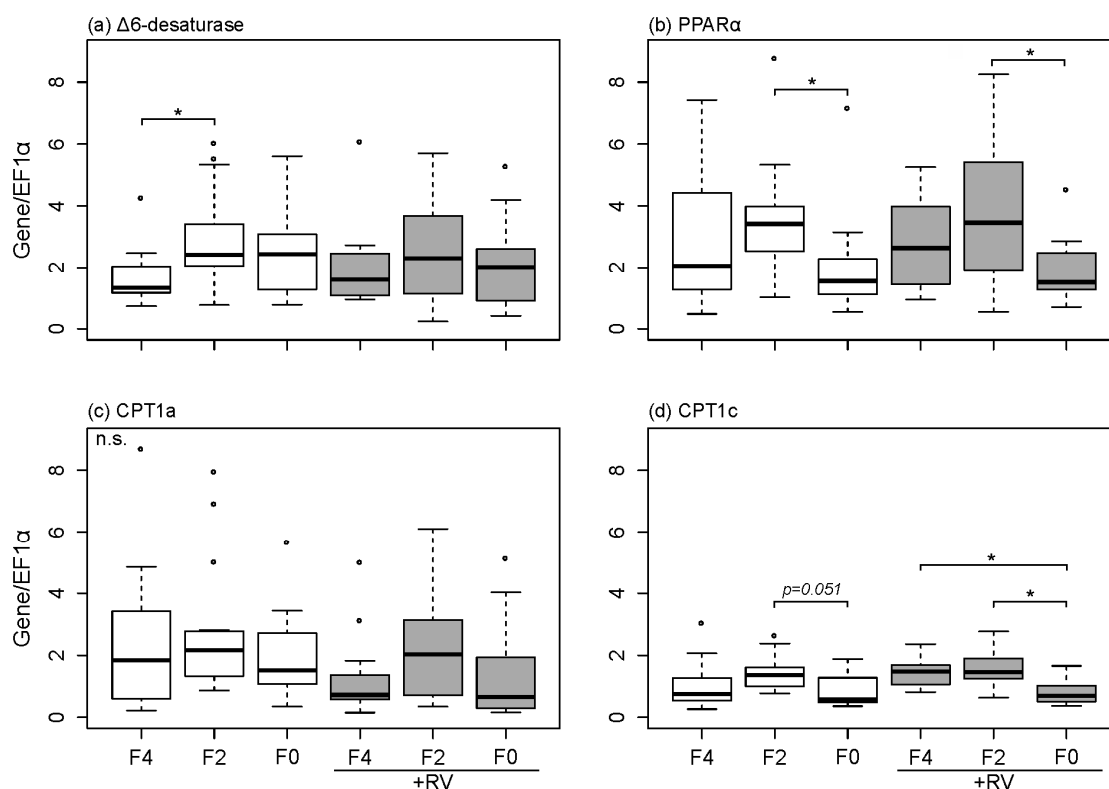 (a) Δ6-desaturase
(b) PPARα
Gene/EF1α
8
6
4
2
0
*
8
6
4
2
0
*
*
(c) CPT1a
(d) CPT1c
n.s.
Gene/EF1α
8
6
4
2
0
8
6
4
2
0
*
p=0.051
*
F4 F2 F0 F4 F2 F0
+RV
F4 F2 F0 F4 F2 F0
+RV